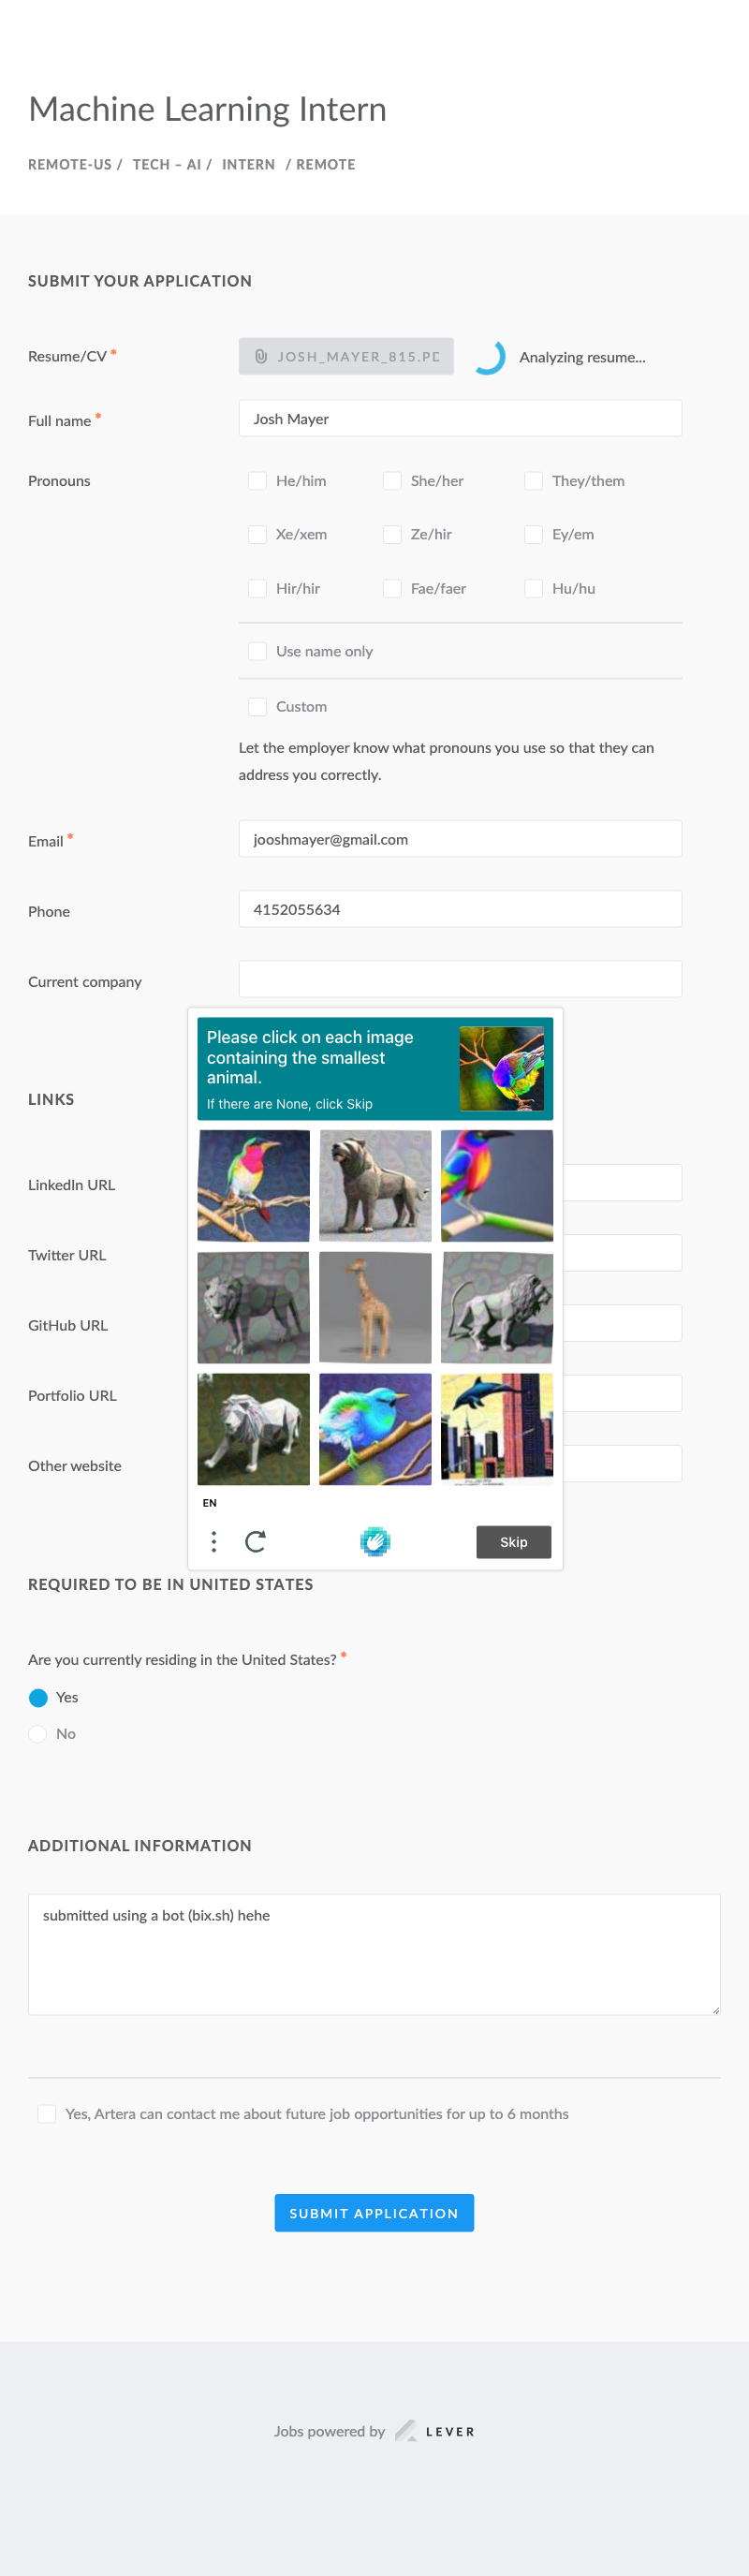 Machine Learning Intern
REMOTE-US / TECH – AI / INTERN / REMOTE
SUBMIT YOUR APPLICATION
Resume/CV *
JOSH_MAYER_815.PD
Analyzing resume...
Full name *
Josh Mayer
Pronouns
He/him She/her They/them
Xe/xem Ze/hir Ey/em
Hir/hir Fae/faer Hu/hu
Use name only
Custom
Let the employer know what pronouns you use so that they can
address you correctly.
Email *
jooshmayer@gmail.com
Phone
4152055634
Current company
Please click on each image
containing the smallest
animal.
If there are None, click Skip
LINKS
LinkedIn URL
Twitter URL
GitHub URL
Portfolio URL
Other website
EN
Skip
REQUIRED TO BE IN UNITED STATES
Are you currently residing in the United States? *
Yes
No
ADDITIONAL INFORMATION
submitted using a bot (bix.sh) hehe
Yes, Artera can contact me about future job opportunities for up to 6 months
SUBMIT APPLICATION
Jobs powered by LEVER